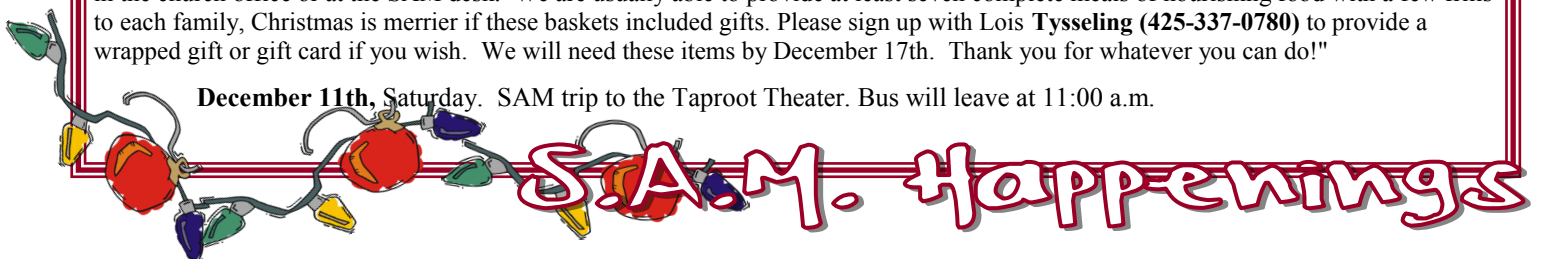 in the church office or at the SAM desk. We are usually able to provide at least seven complete meals of nourishing food with a few frills
to each family, Christmas is merrier if these baskets included gifts. Please sign up with Lois Tysseling (425-337-0780) to provide a
wrapped gift or gift card if you wish. We will need these items by December 17th. Thank you for whatever you can do!"
December 11th, Saturday. SAM trip to the Taproot Theater. Bus will leave at 11:00 a.m.
S.A.M. Happenings